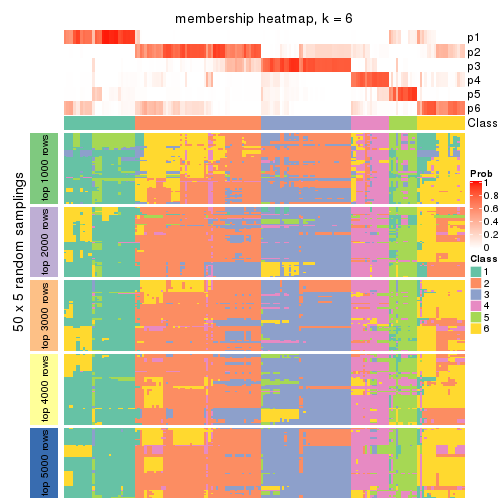 membership heatmap, k = 6
p1
p2
p3
p4
p5
p6
Class
50 x 5 random samplings
top 1000 rows
top 2000 rows
top 3000 rows
top 4000 rows
top 5000 rows
Prob
1
0.8
0.6
0.4
0.2
0
Class
1
2
3
4
5
6